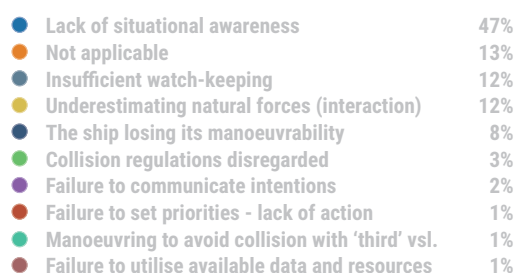 Lack of situational awareness 47%
Not applicable 13%
Insufficient watch-keeping 12%
Underestimating natural forces (interaction) 12%
The ship losing its manoeuvrability 8%
Collision regulations disregarded 3%
Failure to communicate intentions 2%
Failure to set priorities - lack of action 1%
Manoeuvring to avoid collision with ‘third’ vsl. 1%
Failure to utilise available data and resources 1%